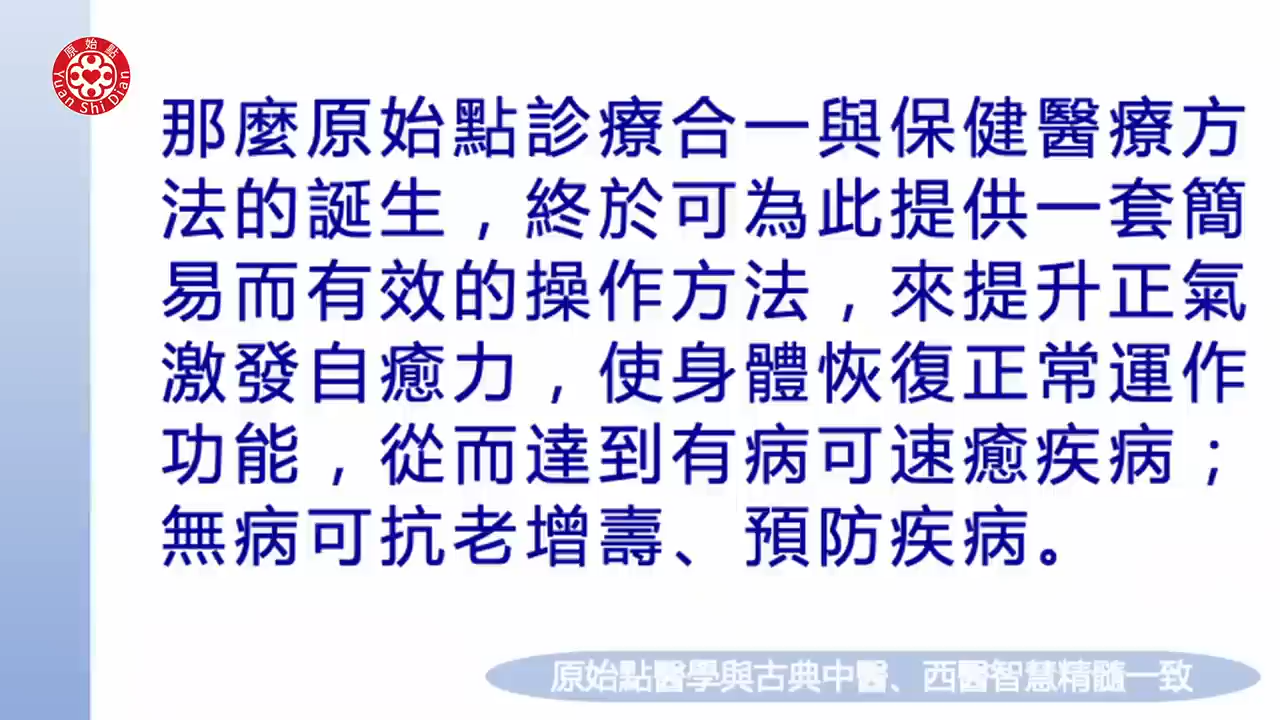 原始點
Yuan Shi Dian
那麼原始點診療合一與保健醫療方
法的誕生，終於可為此提供一套簡
易而有效的操作方法，來提升正氣
激發自癒力，使身體恢復正常運作
功能，從而達到有病可速癒疾病；
無病可抗老增壽、預防疾病。
原始點醫學與古典中醫、西醫智慧精髓一致